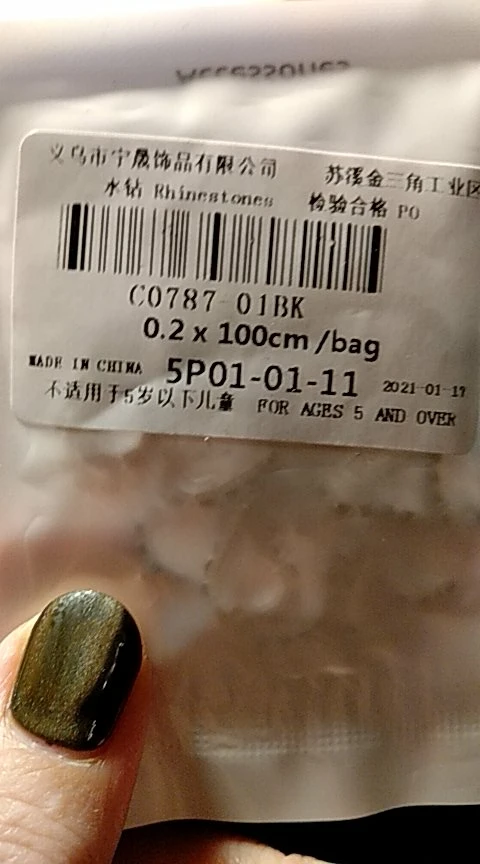 义乌市宁晟饰品有限公司 苏溪金三角工业区
水钻 Rhinestones 检验合格 PO
C0787 01BK
0.2 x 100cm /bag
MADE IN CHINA 5P01-01-11 2021-01-17
不适用于5岁以下儿童 FOR AGES 5 AND OVER